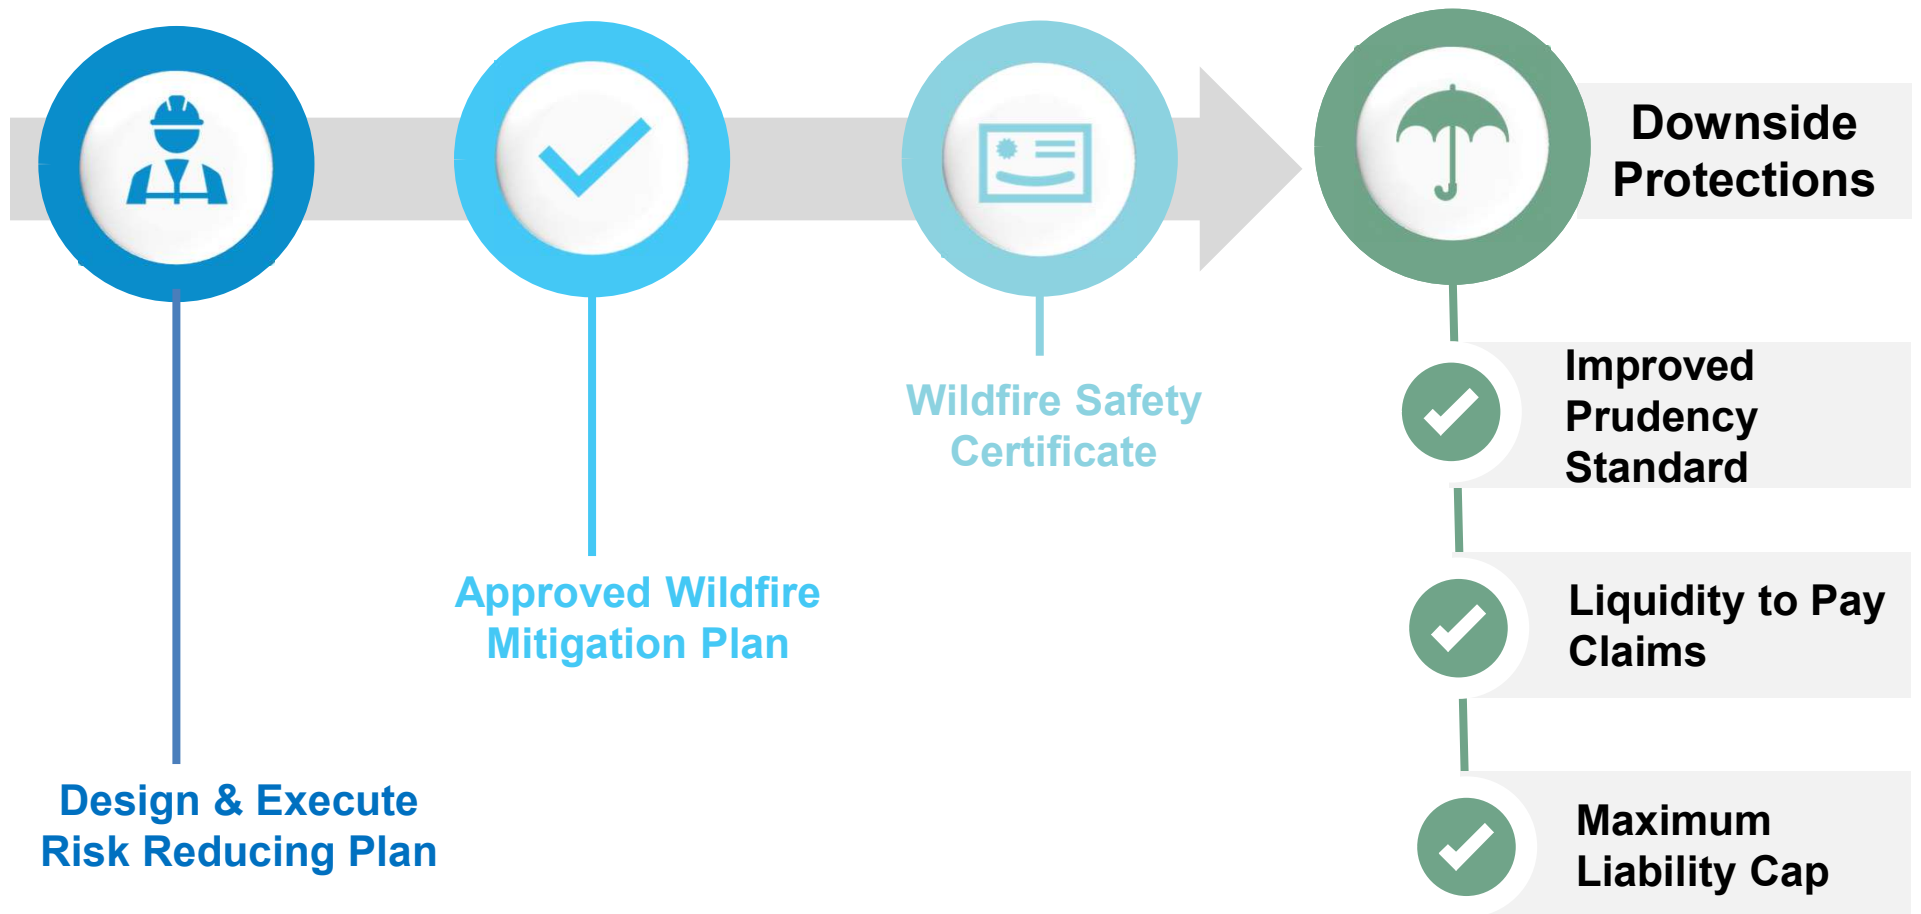 Design & Execute
Risk Reducing Plan
Approved Wildfire
Mitigation Plan
Wildfire Safety
Certificate
Downside
Protections
Improved
Prudency
Standard
Liquidity to Pay
Claims
Maximum
Liability Cap